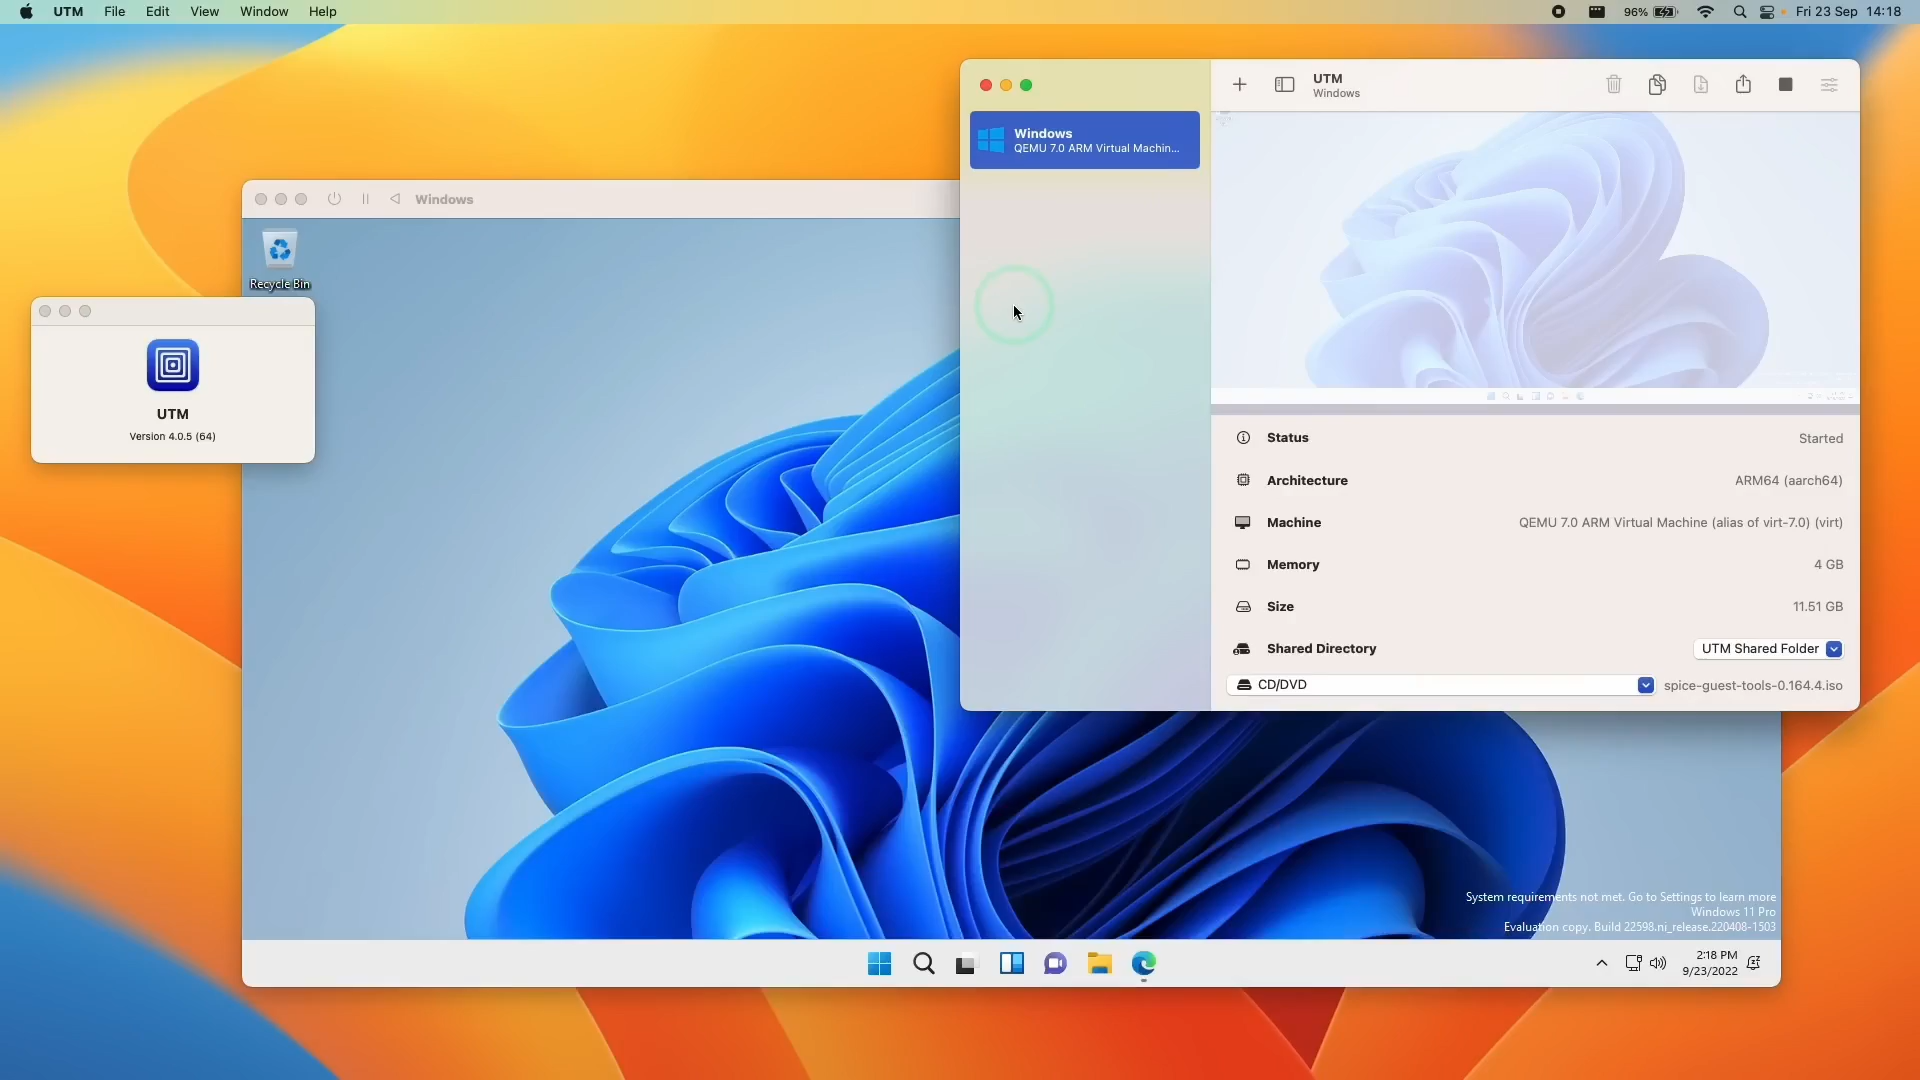 UTM File Edit View Window Help
96%
Fri 23 Sep 14:18
UTM
Windows
Windows
QEMU 7.0 ARM Virtual Machin...
Windows
Recycle Bin
UTM
Version 4.0.5 (64)
Status Started
Architecture ARM64 (aarch64)
Machine QEMU 7.0 ARM Virtual Machine (alias of virt-7.0) (virt)
Memory 4 GB
Size 11.51 GB
Shared Directory UTM Shared Folder
CD/DVD spice-guest-tools-0.164.4.iso
System requirements not met. Go to Settings to learn more
Windows 11 Pro
Evaluation copy. Build 22598.ni_release.220408-1503
2:18 PM
9/23/2022